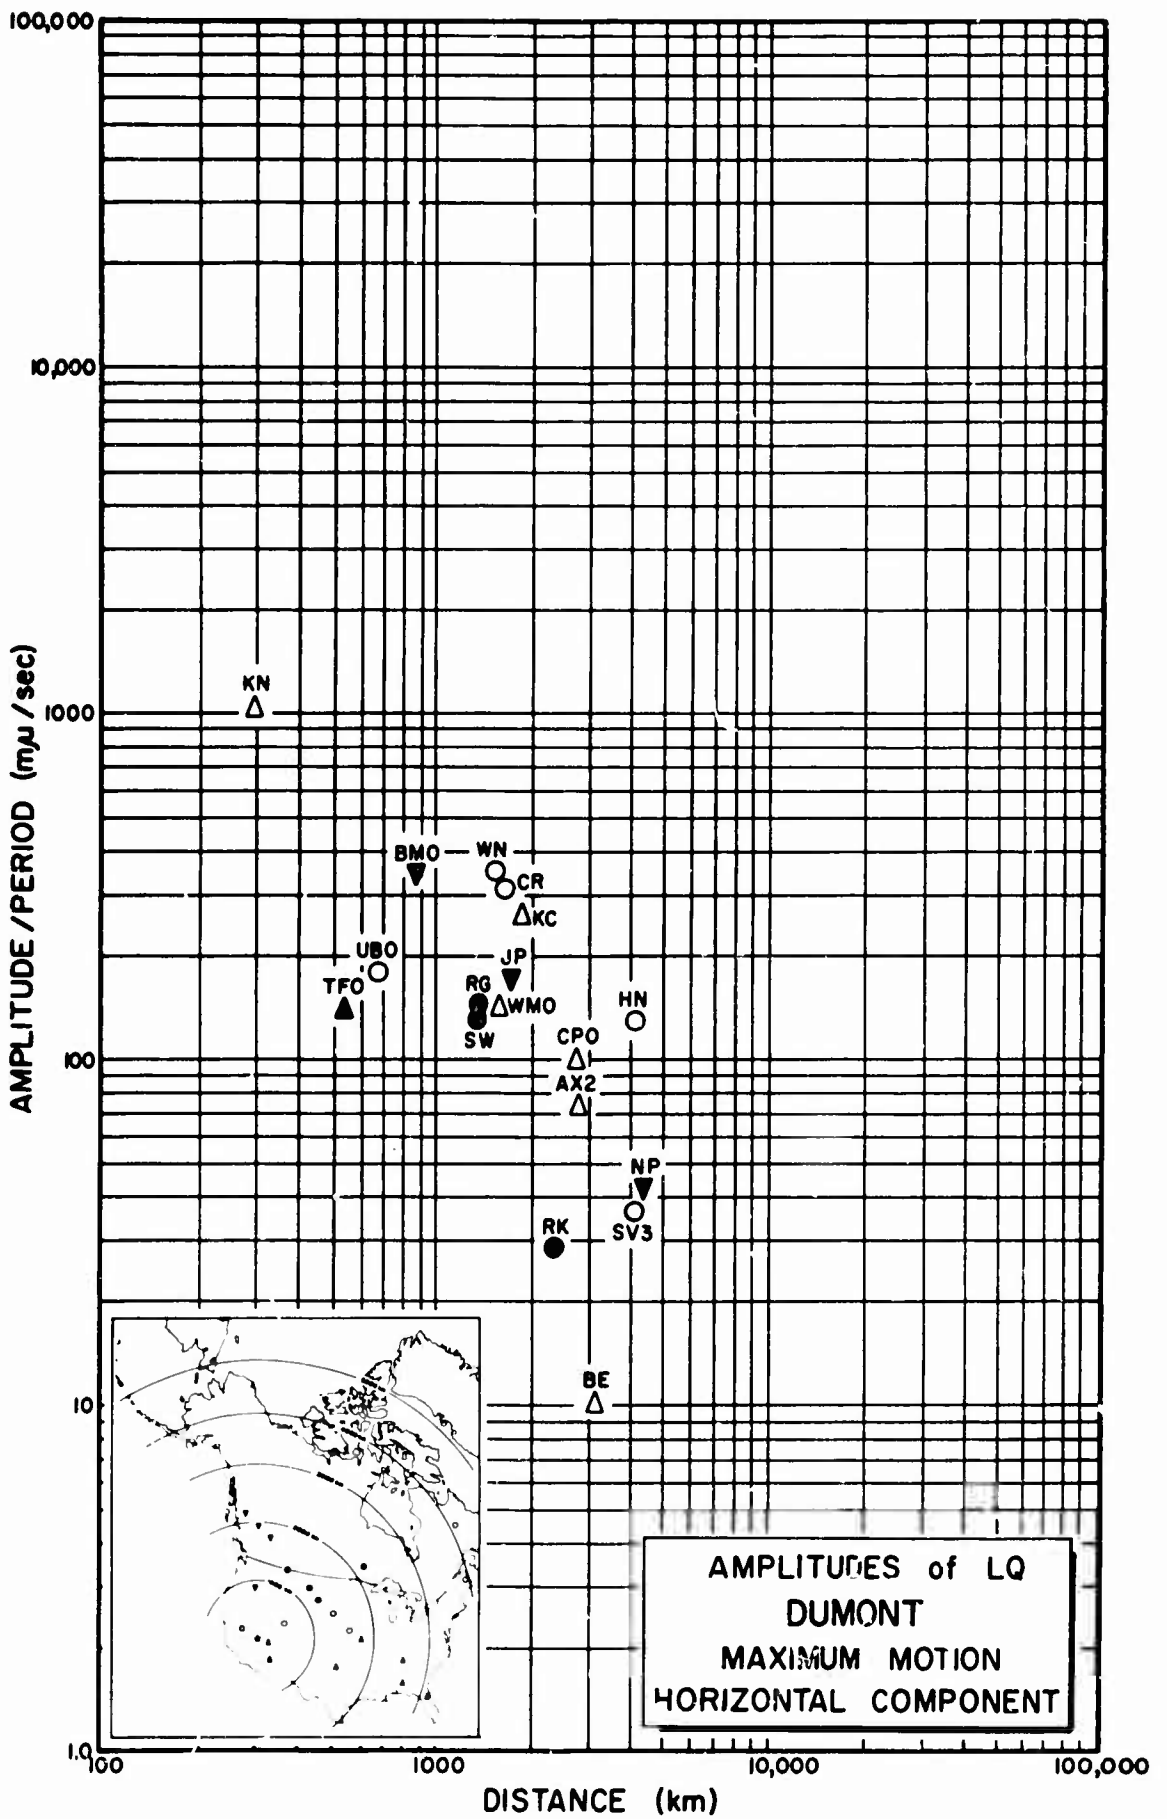 100,000
10,000
1000
100
10
1.0
AMPLITUDE/PERIOD (mμ/sec)
KN
BMO
WN
CR
KC
UBO
JP
TFO
RG
WMO
HN
SW
CPO
AX2
NP
RK
SV3
BE
AMPLITUDES of LQ
DUMONT
MAXIMUM MOTION
HORIZONTAL COMPONENT
100
1000
10,000
100,000
DISTANCE (km)